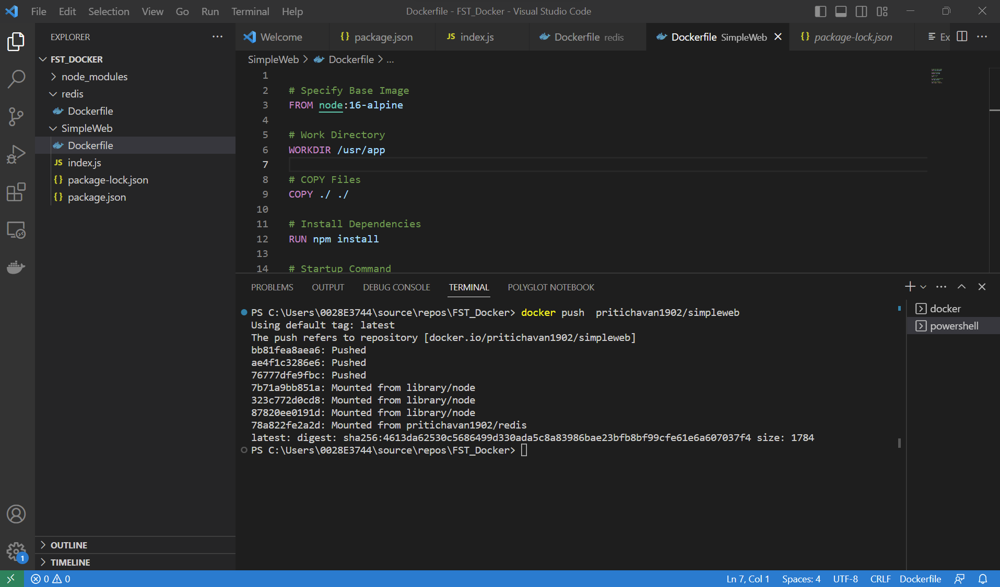 File Edit Selection View Go Run Terminal Help
Dockerfile - FST_Docker - Visual Studio Code
EXPLORER
FST_DOCKER
node_modules
redis
Dockerfile
SimpleWeb
Dockerfile
JS index.js
{} package-lock.json
{} package.json
OUTLINE
TIMELINE
Welcome {} package.json JS index.js Dockerfile redis Dockerfile SimpleWeb {} package-lock.json Ex
SimpleWeb > Dockerfile > ...
1
2 # Specify Base Image
3 FROM node:16-alpine
4
5 # Work Directory
6 WORKDIR /usr/app
7
8 # COPY Files
9 COPY ./ ./
10
11 # Install Dependencies
12 RUN npm install
13
14 # Startup Command
PROBLEMS OUTPUT DEBUG CONSOLE TERMINAL POLYGLOT NOTEBOOK
PS C:\Users\0028E3744\source\repos\FST_Docker> docker push  pritichavan1902/simpleweb
Using default tag: latest
The push refers to repository [docker.io/pritichavan1902/simpleweb]
bb81fea8aea6: Pushed
ae4f1c3286e6: Pushed
76777dfe9fbc: Pushed
7b71a9bb851a: Mounted from library/node
323c772d0cd8: Mounted from library/node
87820ee0191d: Mounted from library/node
78a822fe2a2d: Mounted from pritichavan1902/redis
latest: digest: sha256:4613da62530c5686499d330ada5c8a83986bae23bfb8bf99cfe61e6a607037f4 size: 1784
PS C:\Users\0028E3744\source\repos\FST_Docker>
docker
powershell
1
0 0
Ln 7, Col 1 Spaces: 4 UTF-8 CRLF Dockerfile